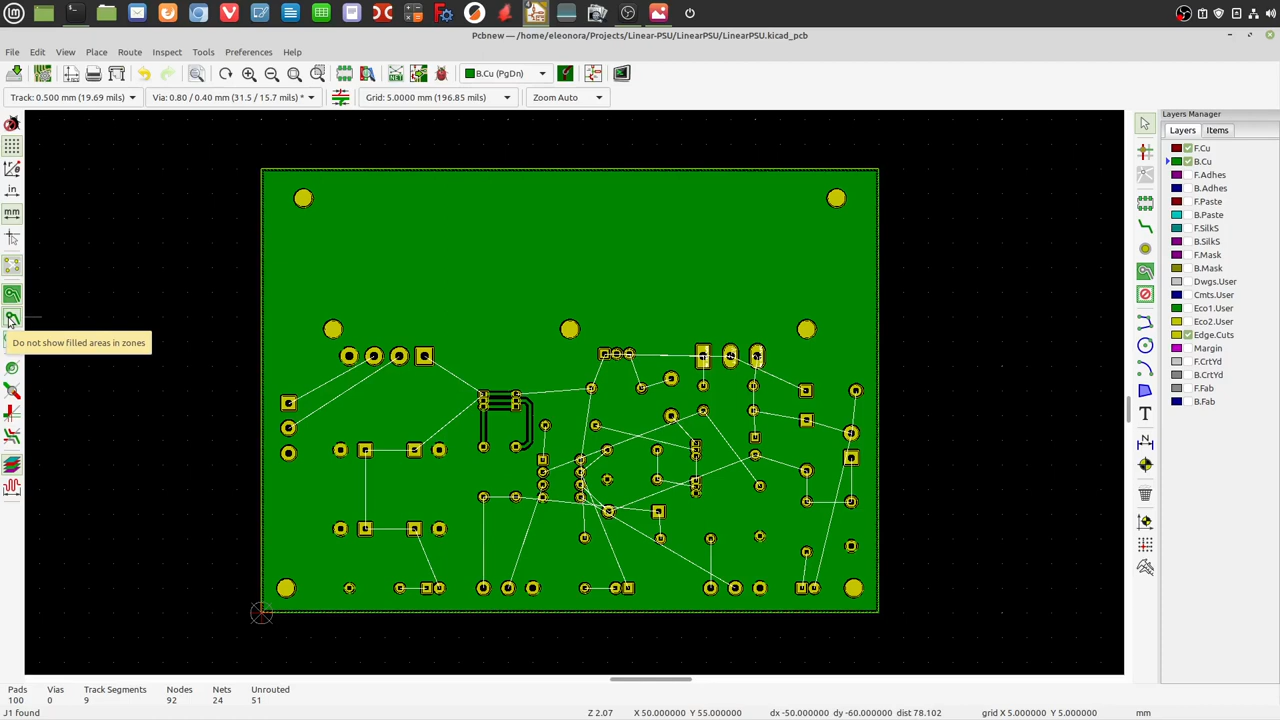 Pcbnew — /home/eleonora/Projects/Linear-PSU/LinearPSU/LinearPSU.kicad_pcb
File Edit View Place Route Inspect Tools Preferences Help
B.Cu (PgDn)
Track: 0.500 mm (19.69 mils) Via: 0.80 / 0.40 mm (31.5 / 15.7 mil) * Grid: 5.0000 mm (196.85 mils) Zoom Auto
Layers Manager
Layers Items
F.Cu
B.Cu
F.Adhes
B.Adhes
F.Paste
B.Paste
F.SilkS
B.SilkS
F.Mask
B.Mask
Dwgs.User
Cmts.User
Eco1.User
Eco2.User
Edge.Cuts
Margin
F.CrtYd
B.CrtYd
F.Fab
B.Fab
in
mm
Do not show filled areas in zones
Pads Vias Track Segments Nodes Nets Unrouted
100 0 9 92 24 51
J1 found Z 2.07 X 50.000000 Y 55.000000 dx -50.000000 dy -60.000000 dist 78.102 grid X 5.000000 Y 5.000000 mm